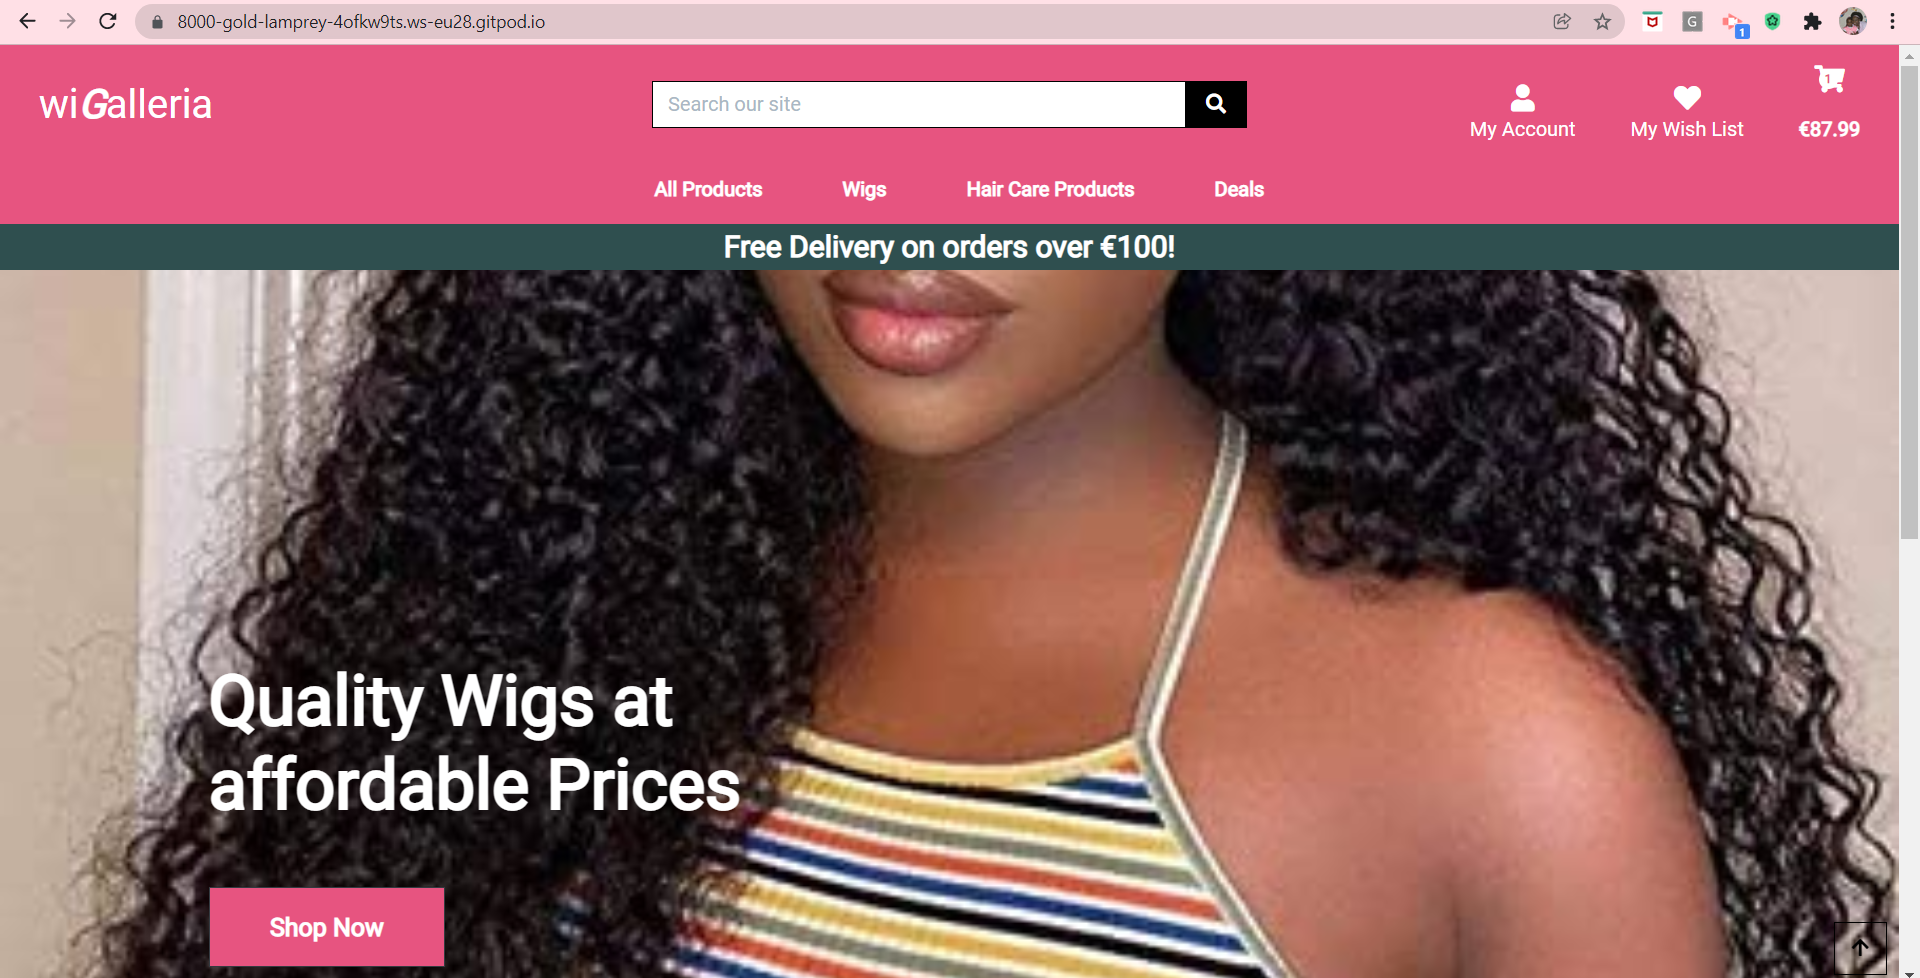 8000-gold-lamprey-4ofkw9ts.ws-eu28.gitpod.io
G
1
wiGalleria
Search our site
1
My Account
My Wish List
€87.99
All Products
Wigs
Hair Care Products
Deals
Free Delivery on orders over €100!
Quality Wigs at
affordable Prices
Shop Now